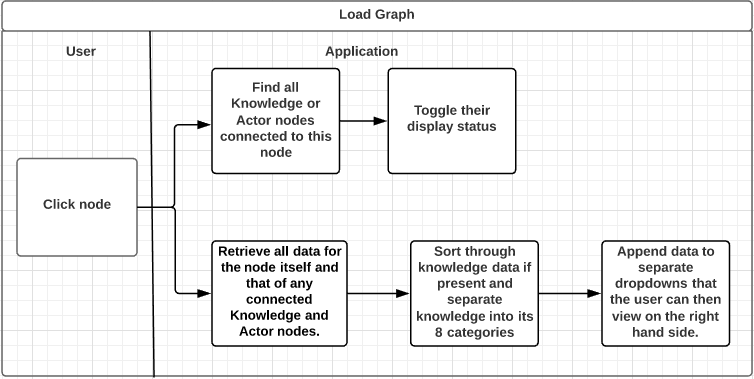 Load Graph
User
Application
Find all
Knowledge or
Actor nodes
connected to this
node
Toggle their
display status
Click node
Retrieve all data for
the node itself and
that of any
connected
Knowledge and
Actor nodes.
Sort through
knowledge data if
present and
separate
knowledge into its
8 categories
Append data to
separate
dropdowns that
the user can then
view on the right
hand side.